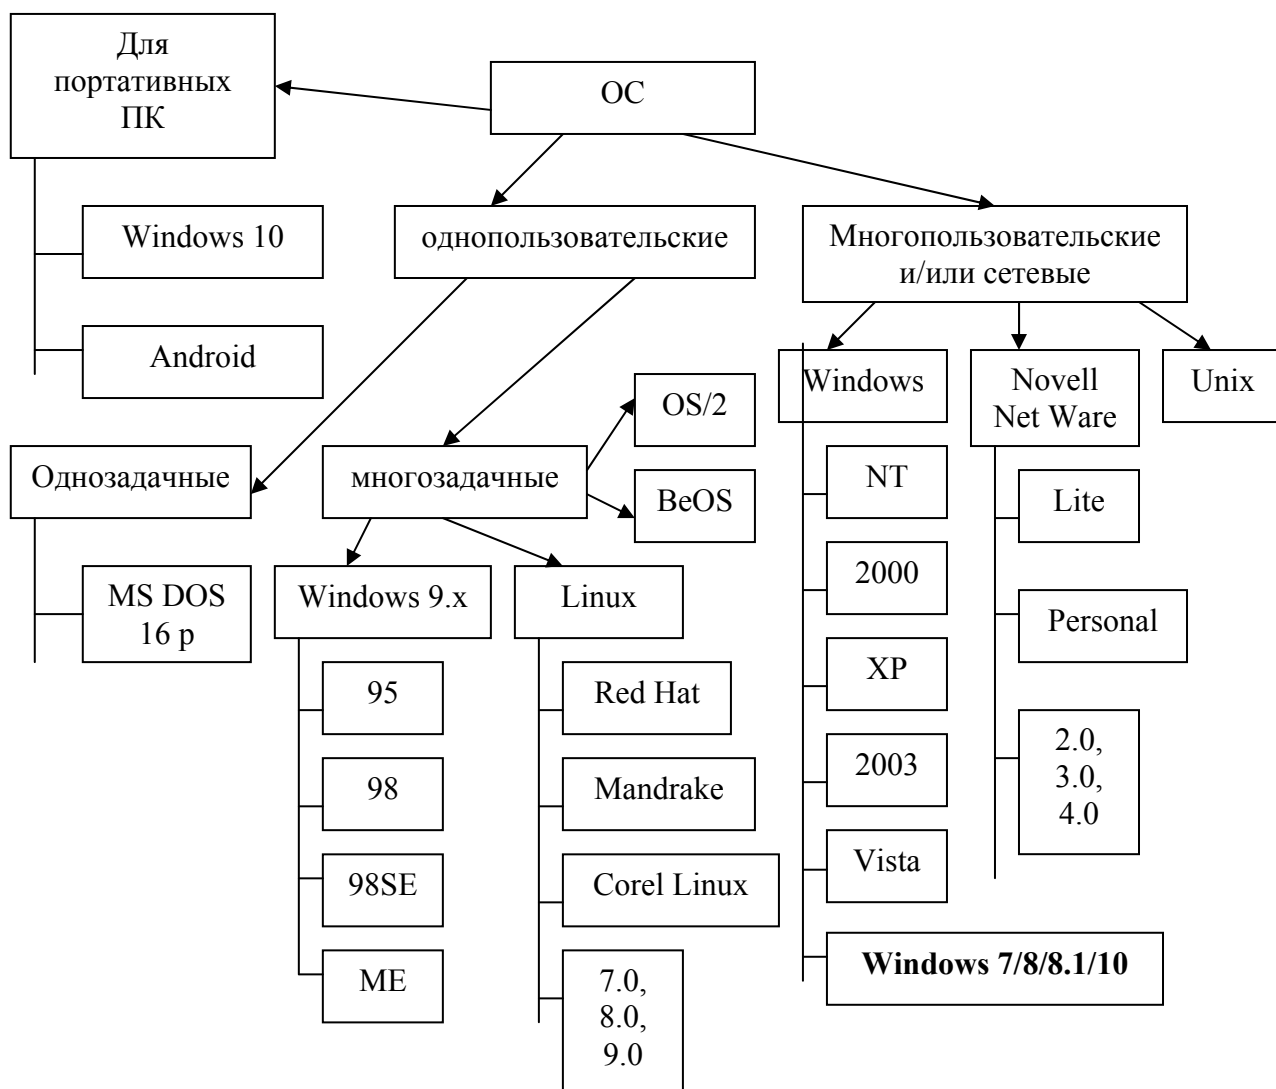 Для
портативных
ПК
ОС
Windows 10
однопользовательские
Многопользовательские
и/или сетевые
Android
Windows
Novell
Net Ware
Unix
OS/2
Однозадачные
многозадачные
BeOS
NT
Lite
MS DOS
16 р
Windows 9.x
Linux
2000
Personal
95
Red Hat
XP
98
Mandrake
2003
2.0,
3.0,
4.0
98SE
Corel Linux
Vista
ME
7.0,
8.0,
9.0
Windows 7/8/8.1/10